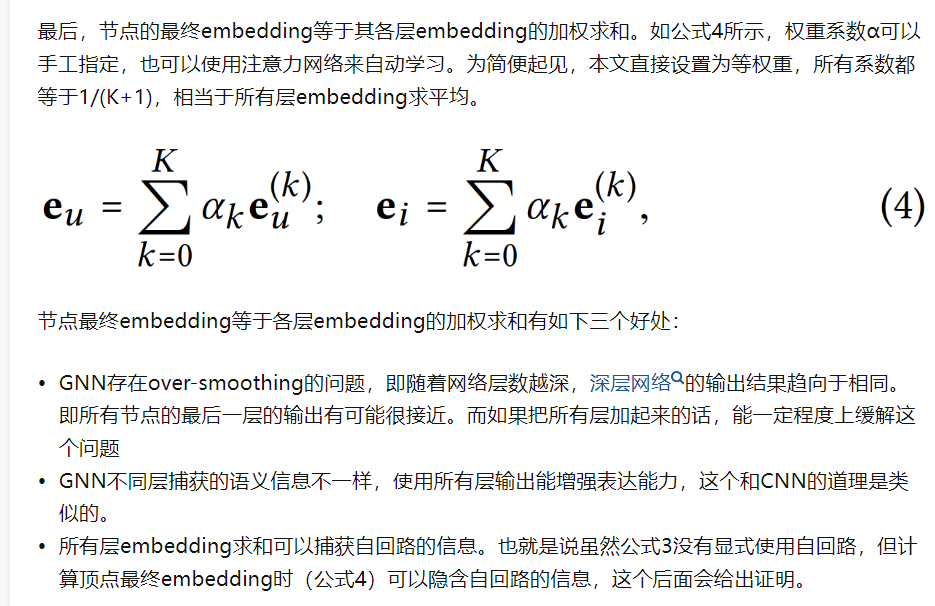 最后，节点的最终embedding等于其各层embedding的加权求和。如公式4所示，权重系数α可以
手工指定，也可以使用注意力网络来自动学习。为简便起见，本文直接设置为等权重，所有系数都
等于1/(K+1)，相当于所有层embedding求平均。
e_u = \sum_{k=0}^{K} α_k e_u^{(k)}; e_i = \sum_{k=0}^{K} α_k e_i^{(k)}, (4)
节点最终embedding等于各层embedding的加权求和有如下三个好处：
• GNN存在over-smoothing的问题，即随着网络层数越深，深层网络的输出结果趋向于相同。
即所有节点的最后一层的输出有可能很接近。而如果把所有层加起来的话，能一定程度上缓解这
个问题
• GNN不同层捕获的语义信息不一样，使用所有层输出能增强表达能力，这个和CNN的道理是类
似的。
• 所有层embedding求和可以捕获自回路的信息。也就是说虽然公式3没有显式使用自回路，但计
算顶点最终embedding时（公式4）可以隐含自回路的信息，这个后面会给出证明。